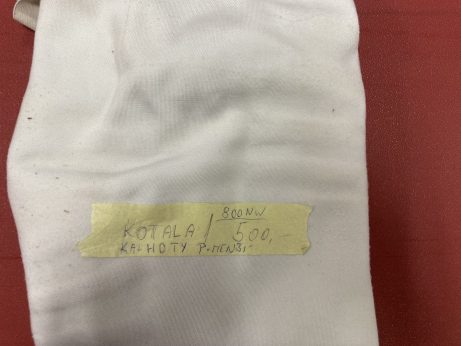 800NW
KOTALA / 500,-
KALHOTY P-MENŠÍ-